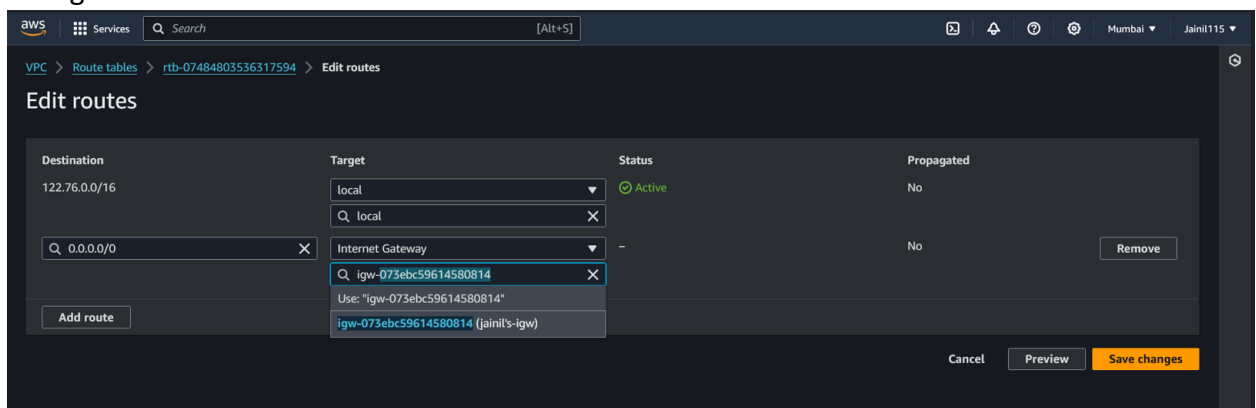 aws Services Search [Alt+S] Mumbai ▼ Jainil115 ▼
VPC > Route tables > rtb-07484803536317594 > Edit routes
Edit routes
Destination Target Status Propagated
122.76.0.0/16 local Active No
local
0.0.0.0/0 Internet Gateway – No Remove
igw-073ebc59614580814
Use: "igw-073ebc59614580814"
Add route igw-073ebc59614580814 (jainil's-igw)
Cancel Preview Save changes